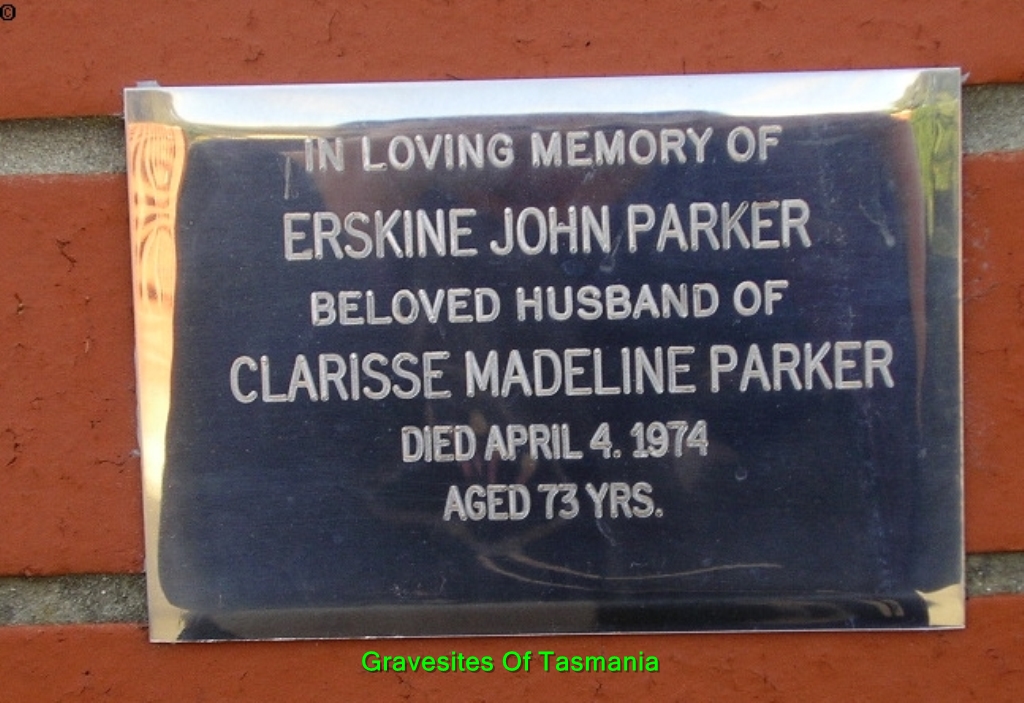 ©
IN LOVING MEMORY OF
ERSKINE JOHN PARKER
BELOVED HUSBAND OF
CLARISSE MADELINE PARKER
DIED APRIL 4. 1974
AGED 73 YRS.
Gravesites Of Tasmania